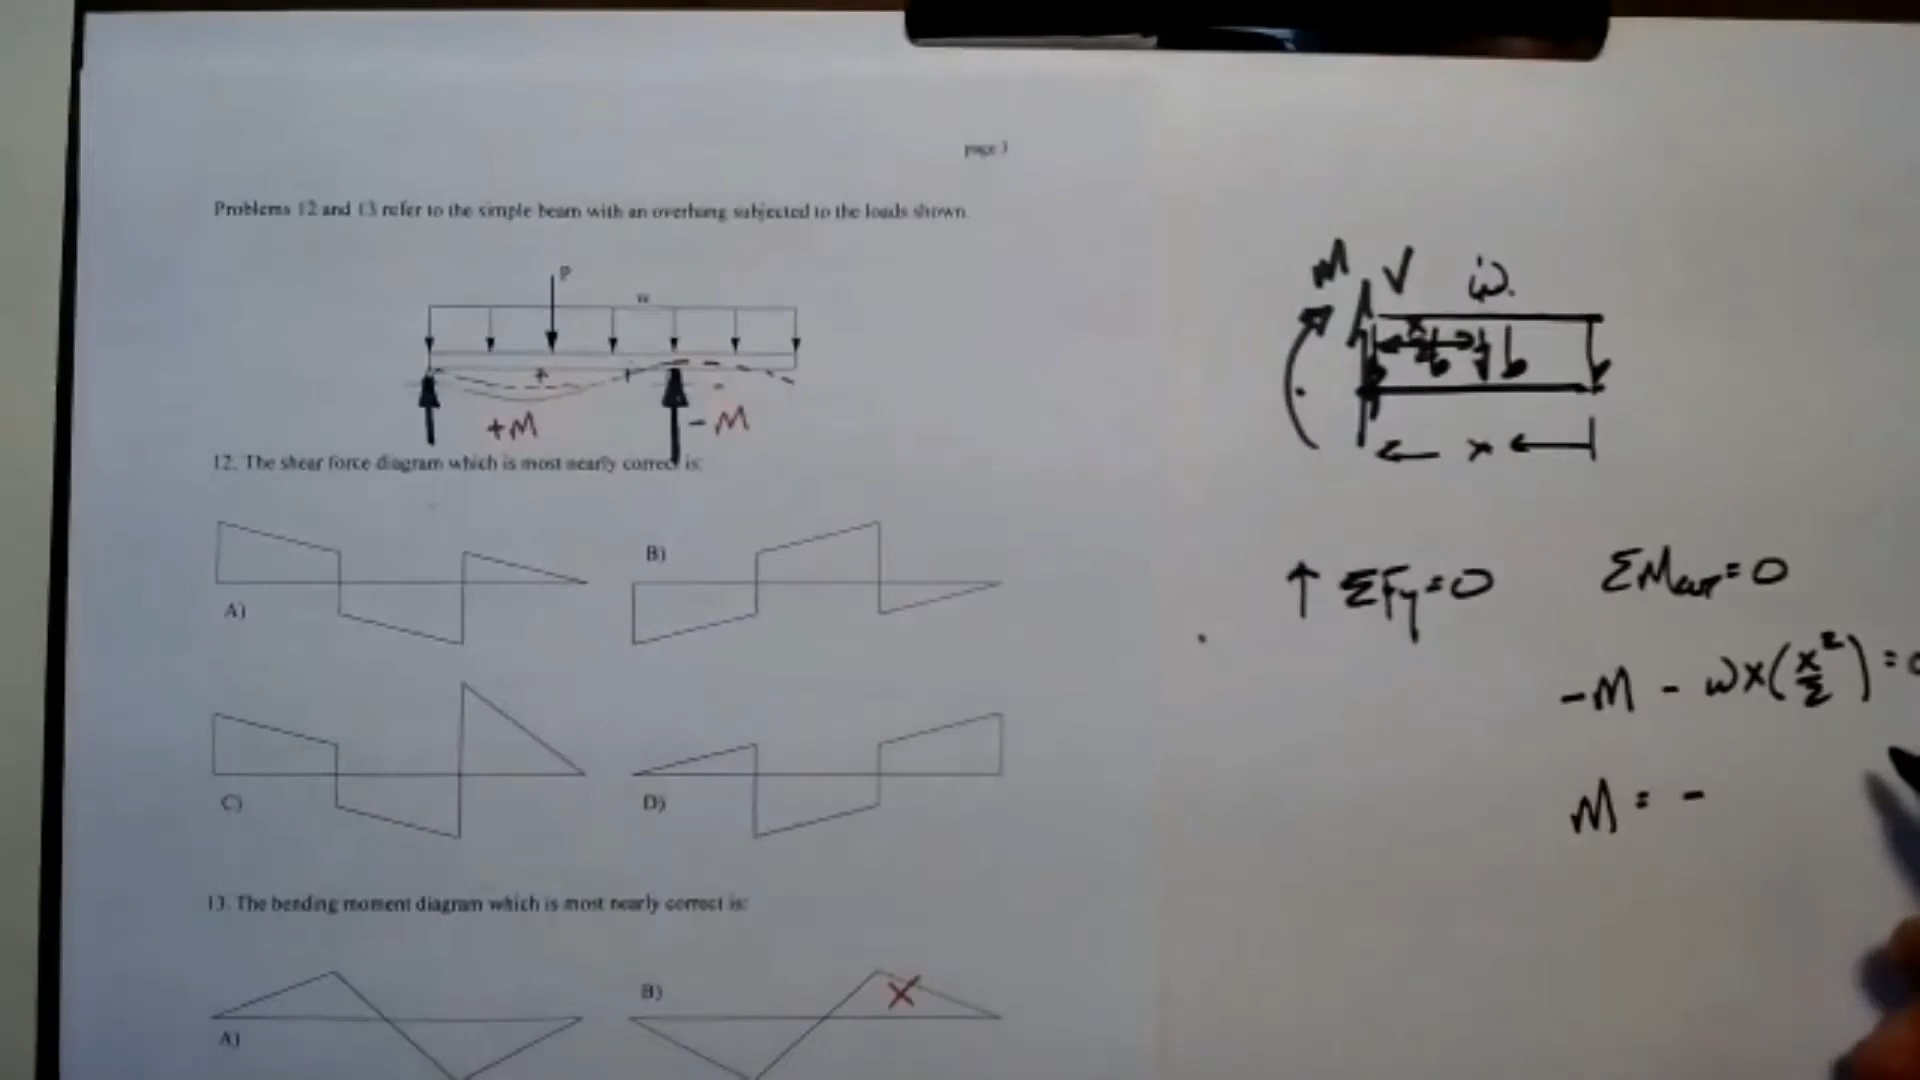 page 3
Problems 12 and 13 refer to the simple beam with an overhang subjected to the loads shown.
P
w
+ +
-
+M - M
12. The shear force diagram which is most nearly correct is:
A) B)
C) D)
13. The bending moment diagram which is most nearly correct is:
A) B)
X
M V w
x
↑ ΣFy=0 ΣMcut=0
-M - wx(x²/2)=0
M = -